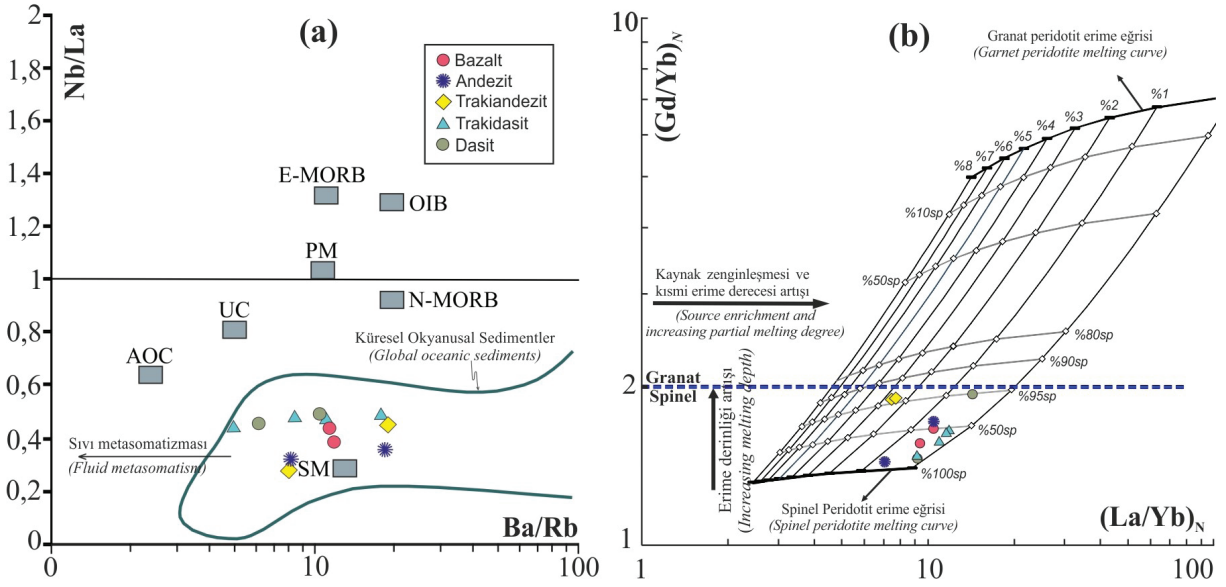 (a)
Nb/La
2
1,8
1,6
1,4
1,2
1
0,8
0,6
0,4
0,2
0
Bazalt
Andezit
Trakiandezit
Trakidasit
Dasit
E-MORB
OIB
PM
N-MORB
UC
AOC
Küresel Okyanusal Sedimentler
(Global oceanic sediments)
Sıvı metasomatizması
(Fluid metasomatism)
SM
Ba/Rb
0
10
100
(b)
(Gd/Yb)N
10
2
1
Granat peridotit erime eğrisi
(Garnet peridotite melting curve)
%1
%2
%3
%4
%5
%6
%7
%8
%10sp
%50sp
%80sp
%90sp
%95sp
%50sp
%100sp
Kaynak zenginleşmesi ve
kısmi erime derecesi artışı
(Source enrichment and
increasing partial melting degree)
Granat
Spinel
Erime derinliği artışı
(Increasing melting depth)
Spinel Peridotit erime eğrisi
(Spinel peridotite melting curve)
(La/Yb)N
1
10
100